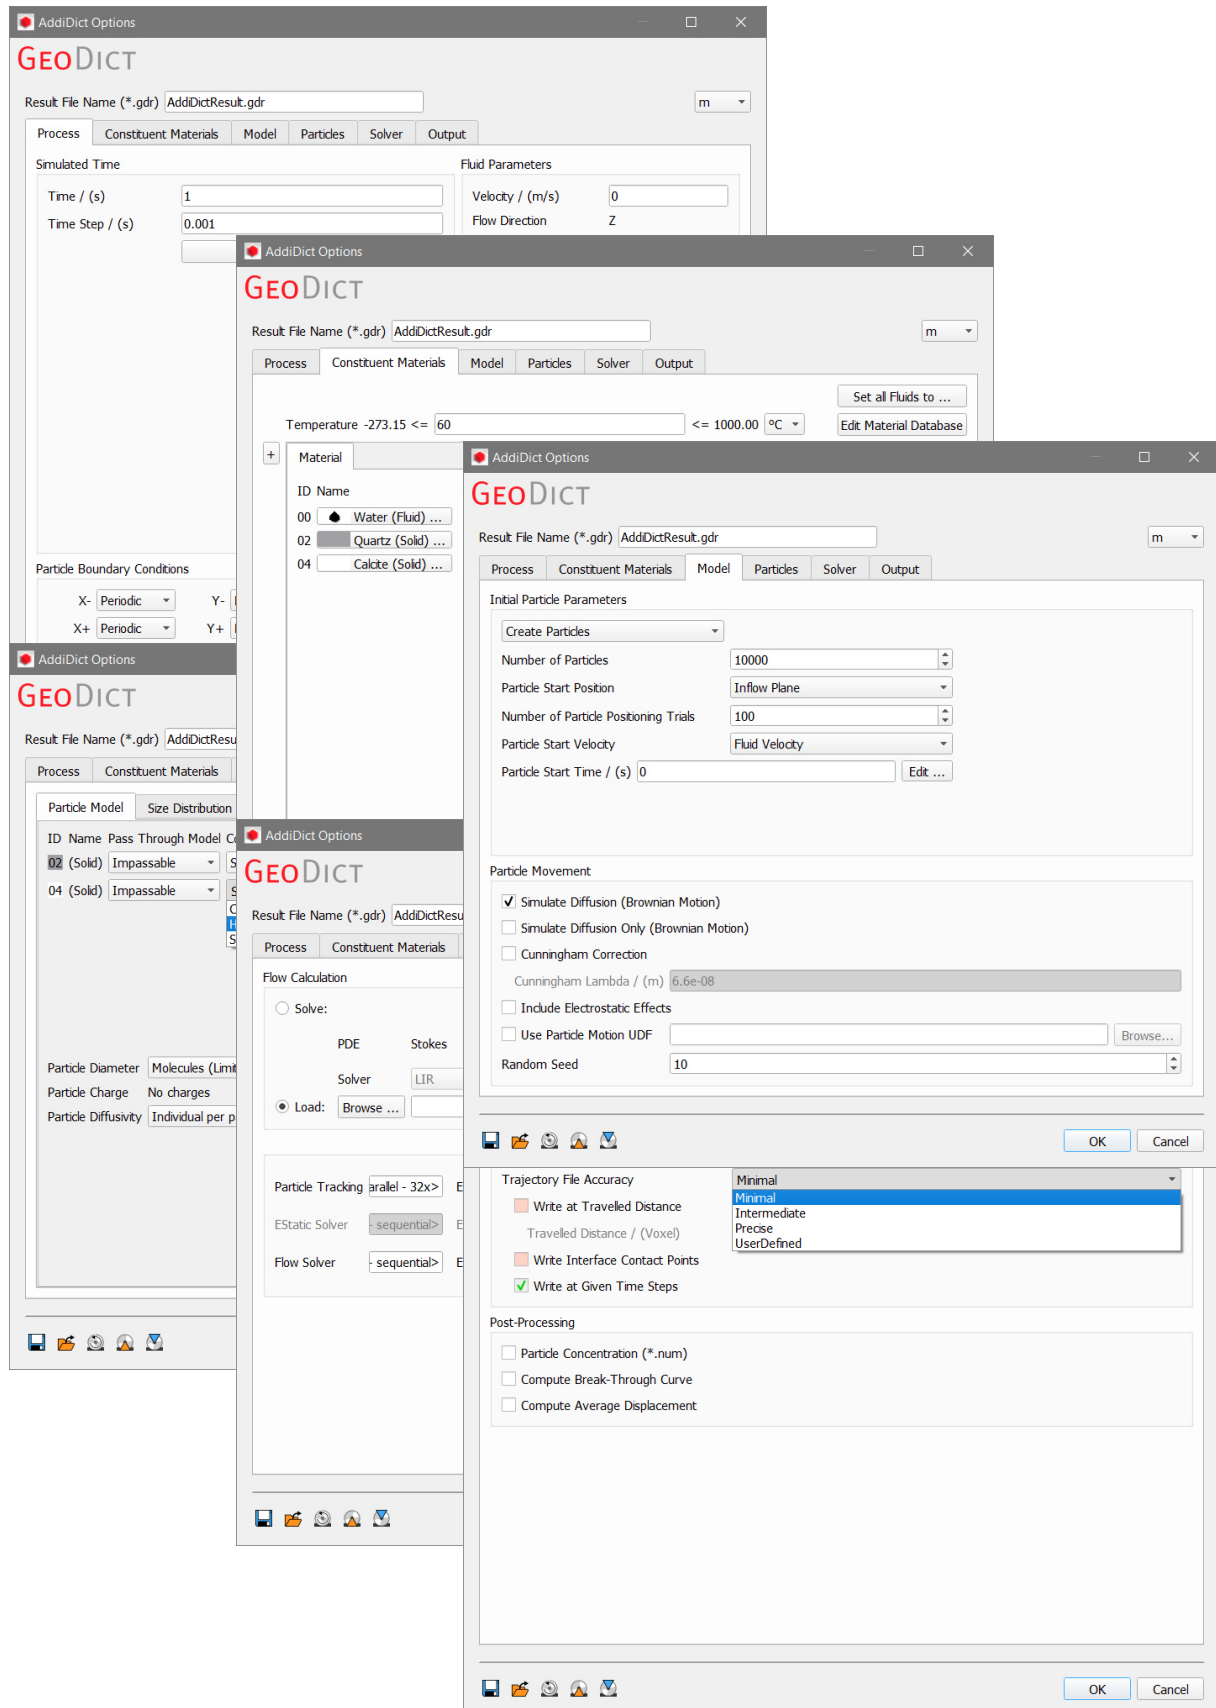 AddiDict Options
GEODICT
Result File Name (*.gdr) AddiDictResult.gdr m
Process Constituent Materials Model Particles Solver Output
Simulated Time Fluid Parameters
Time / (s) 1 Velocity / (m/s) 0
Time Step / (s) 0.001 Flow Direction Z
Particle Boundary Conditions
X- Periodic Y-
X+ Periodic Y+
AddiDict Options
GEODICT
Result File Name (*.gdr) AddiDictResult.gdr m
Process Constituent Materials Model Particles Solver Output
Set all Fluids to ...
Temperature -273.15 <= 60 <= 1000.00 °C Edit Material Database
+ Material
ID Name
00 Water (Fluid) ...
02 Quartz (Solid) ...
04 Calcite (Solid) ...
AddiDict Options
GEODICT
Result File Name (*.gdr) AddiDictResult.gdr m
Process Constituent Materials Model Particles Solver Output
Initial Particle Parameters
Create Particles
Number of Particles 10000
Particle Start Position Inflow Plane
Number of Particle Positioning Trials 100
Particle Start Velocity Fluid Velocity
Particle Start Time / (s) 0 Edit ...
Particle Movement
Simulate Diffusion (Brownian Motion)
Simulate Diffusion Only (Brownian Motion)
Cunningham Correction
Cunningham Lambda / (m) 6.6e-08
Include Electrostatic Effects
Use Particle Motion UDF Browse...
Random Seed 10
OK Cancel
AddiDict Options
GEODICT
Result File Name (*.gdr) AddiDictResu
Process Constituent Materials
Particle Model Size Distribution
ID Name Pass Through Model
02 (Solid) Impassable S
04 (Solid) Impassable S
C
H
S
Particle Diameter Molecules (Limit
Particle Charge No charges
Particle Diffusivity Individual per p
AddiDict Options
GEODICT
Result File Name (*.gdr) AddiDictResu
Process Constituent Materials
Flow Calculation
Solve:
PDE Stokes
Solver LIR
Load: Browse ...
Particle Tracking arallel - 32x> E
EStatic Solver - sequential> E
Flow Solver - sequential> E
Trajectory File Accuracy Minimal
Minimal
Intermediate
Precise
UserDefined
Write at Travelled Distance
Travelled Distance / (Voxel)
Write Interface Contact Points
Write at Given Time Steps
Post-Processing
Particle Concentration (*.num)
Compute Break-Through Curve
Compute Average Displacement
OK Cancel